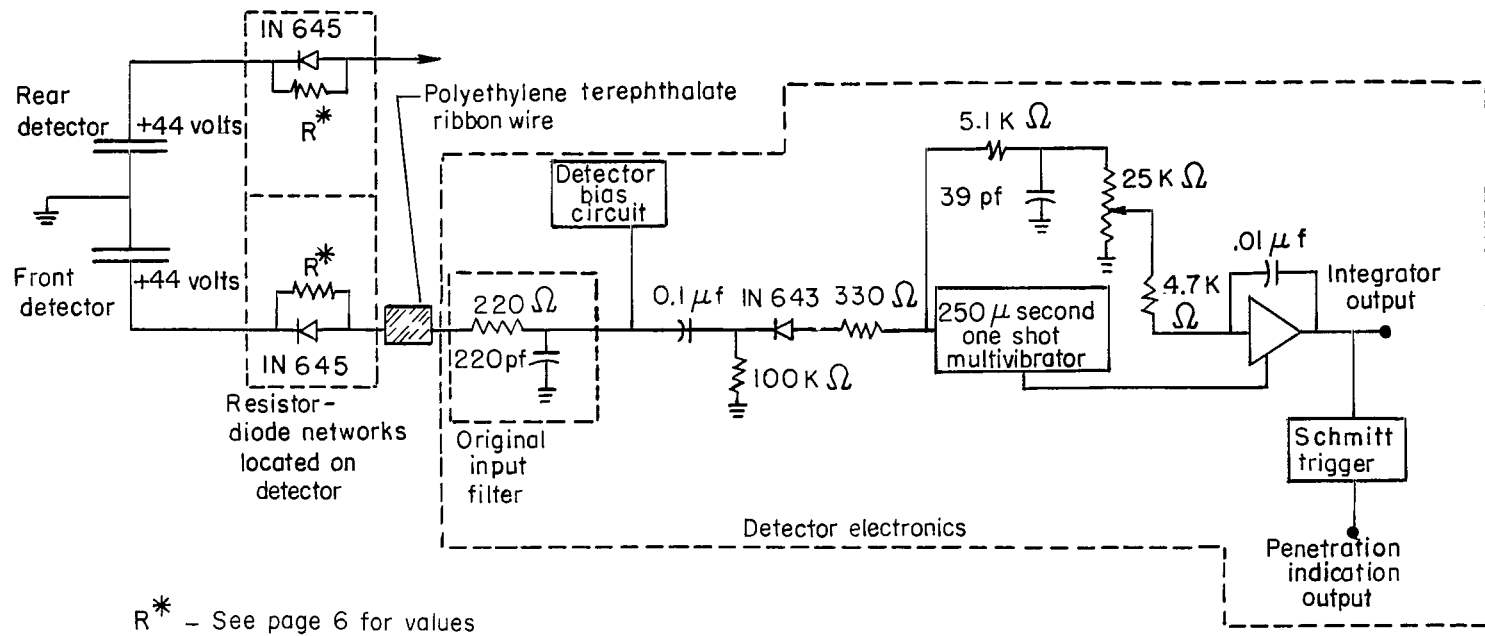 IN 645
Rear
detector
+44 volts
R*
Polyethylene terephthalate
ribbon wire
5.1 K Ω
Detector
bias
circuit
39 pf
25 K Ω
Front
detector
+44 volts
R*
IN 645
220 Ω
220 pf
0.1 μf
IN 643
330 Ω
100 K Ω
250 μ second
one shot
multivibrator
4.7 K
Ω
.01 μ f
Integrator
output
Resistor-
diode networks
located on
detector
Original
input
filter
Schmitt
trigger
Detector electronics
Penetration
indication
output
R* - See page 6 for values